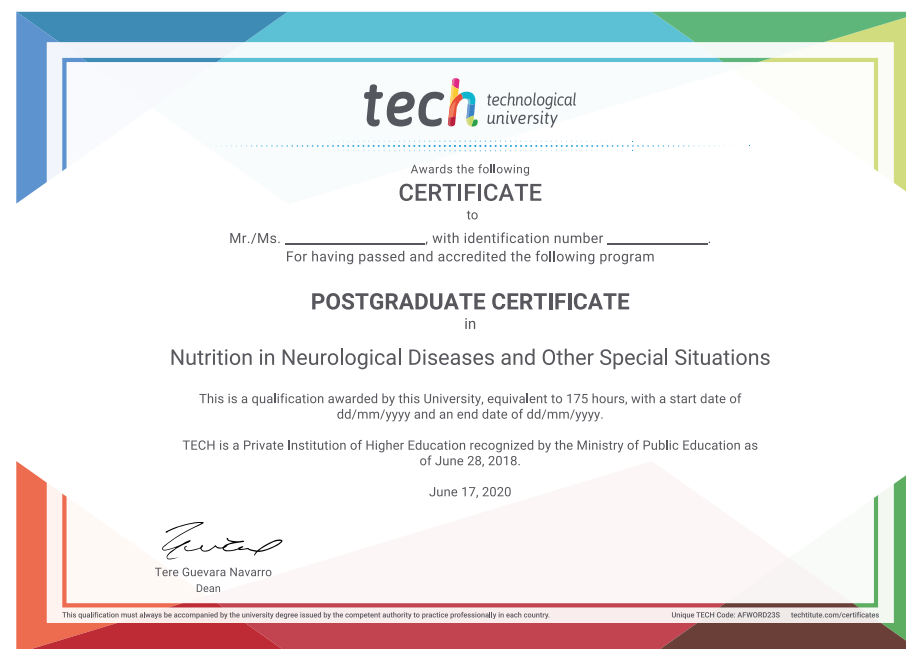 tech technological
university
Awards the following
CERTIFICATE
to
Mr./Ms. ____________________, with identification number ______________.
For having passed and accredited the following program
POSTGRADUATE CERTIFICATE
in
Nutrition in Neurological Diseases and Other Special Situations
This is a qualification awarded by this University, equivalent to 175 hours, with a start date of
dd/mm/yyyy and an end date of dd/mm/yyyy.
TECH is a Private Institution of Higher Education recognized by the Ministry of Public Education as
of June 28, 2018.
June 17, 2020
Tere Guevara Navarro
Dean
This qualification must always be accompanied by the university degree issued by the competent authority to practice professionally in each country. Unique TECH Code: AFWORD23S techtitute.com/certificates